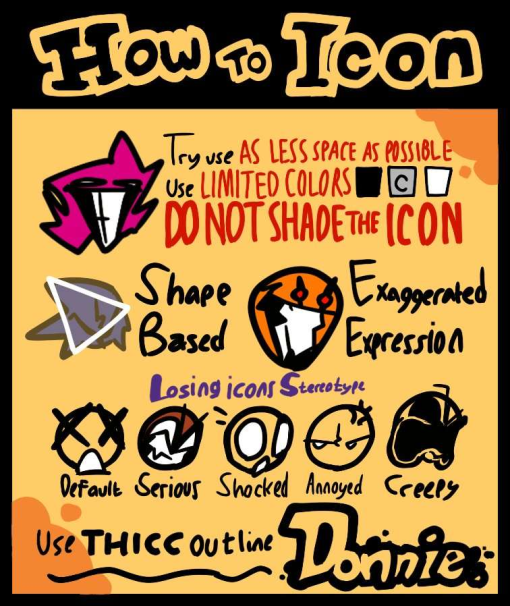 How To Icon
Try use AS LESS SPACE AS POSSIBLE
Use LIMITED COLORS C
DO NOT SHADE THE ICON
Shape
Based
Exaggerated
Expression
Losing icons Stereotype
Default Serious Shocked Annoyed Creepy
Use THICC outline
Donnie